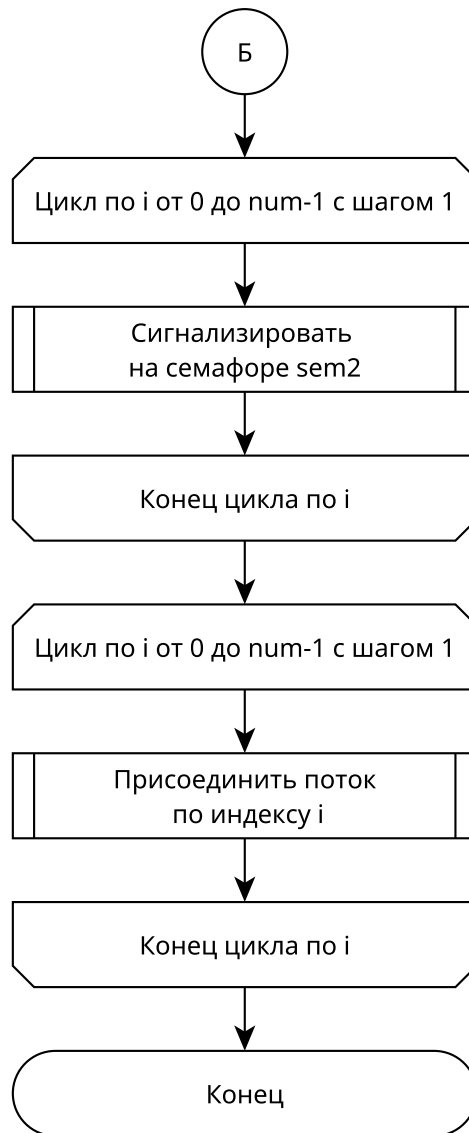 Б
Цикл по i от 0 до num-1 с шагом 1
Сигнализировать
на семафоре sem2
Конец цикла по i
Цикл по i от 0 до num-1 с шагом 1
Присоединить поток
по индексу i
Конец цикла по i
Конец